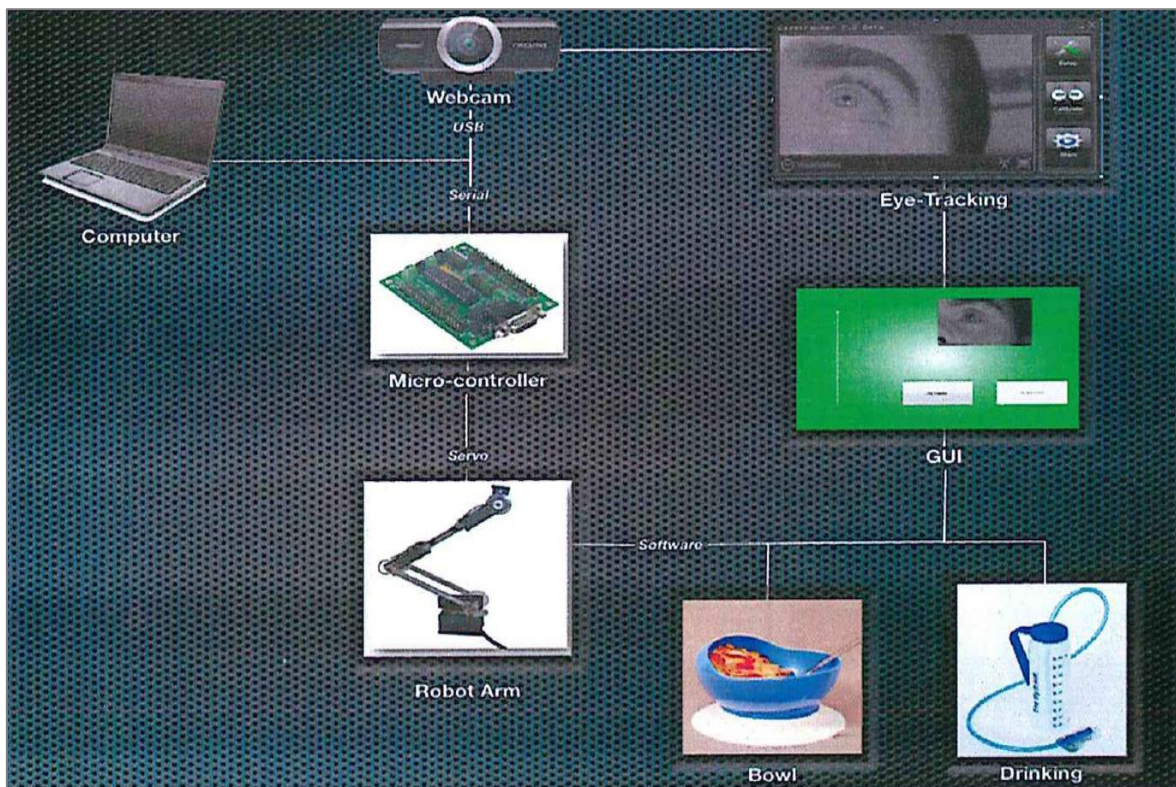 Webcam
USB
Computer
Serial
Eye-Tracking
Micro-controller
GUI
Servo
Software
Robot Arm
Bowl
Drinking